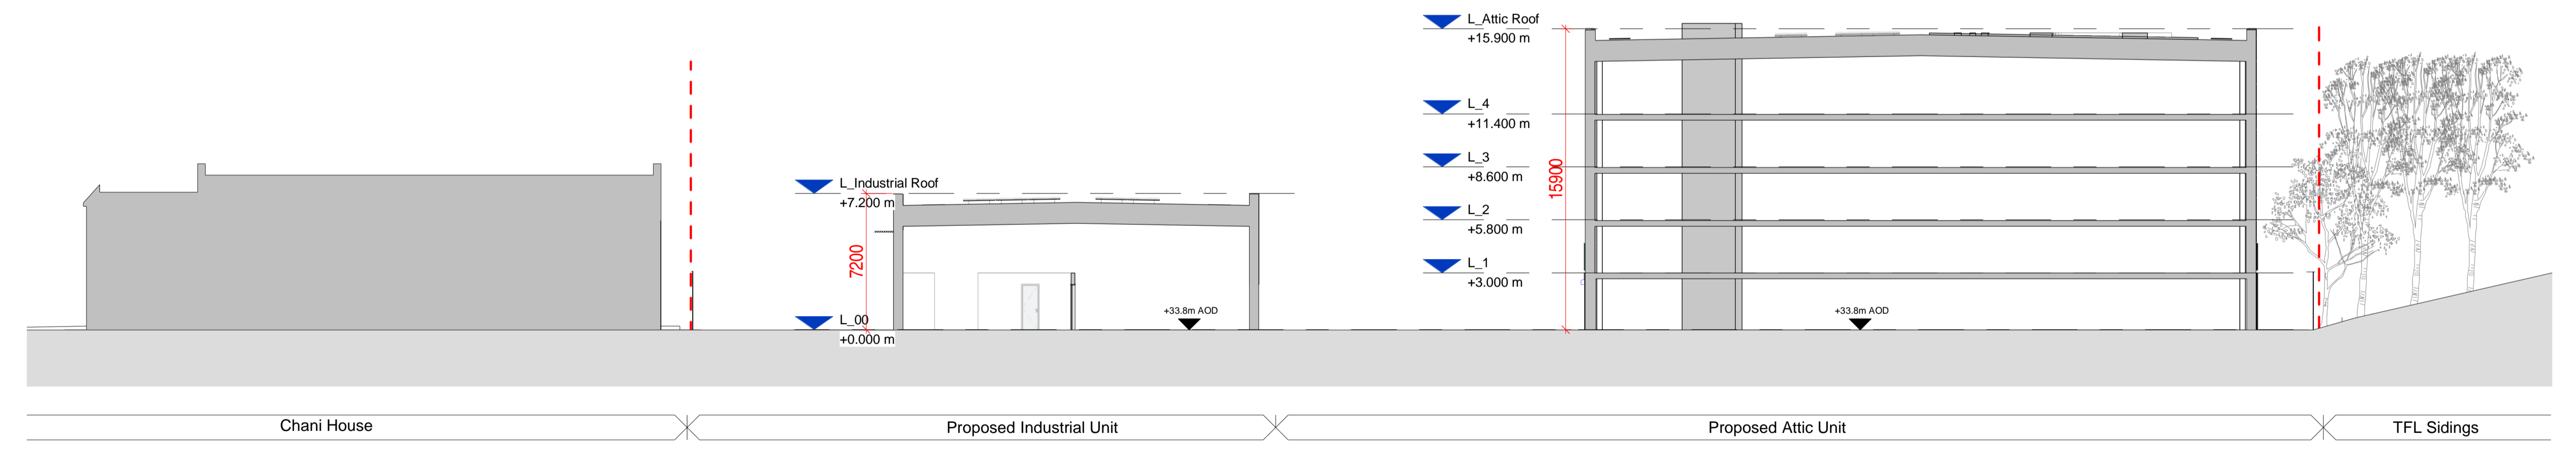 L_Attic Roof
+15.900 m
L_4
+11.400 m
L_3
+8.600 m
15900
L_Industrial Roof
+7.200 m
L_2
+5.800 m
7200
L_1
+3.000 m
+33.8m AOD
+33.8m AOD
L_00
+0.000 m
Chani House
Proposed Industrial Unit
Proposed Attic Unit
TFL Sidings